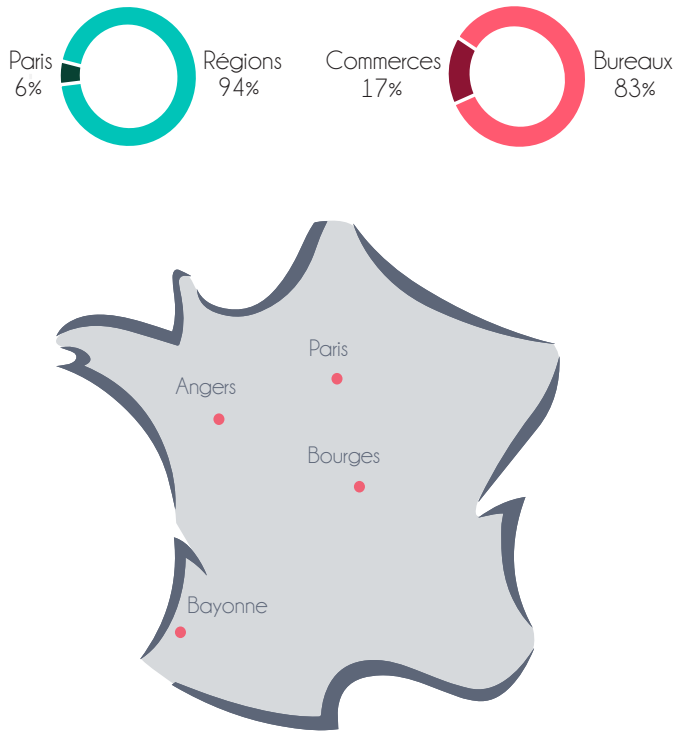 Paris
6%
Régions
94%
Commerces
17%
Bureaux
83%
Paris
Angers
Bourges
Bayonne